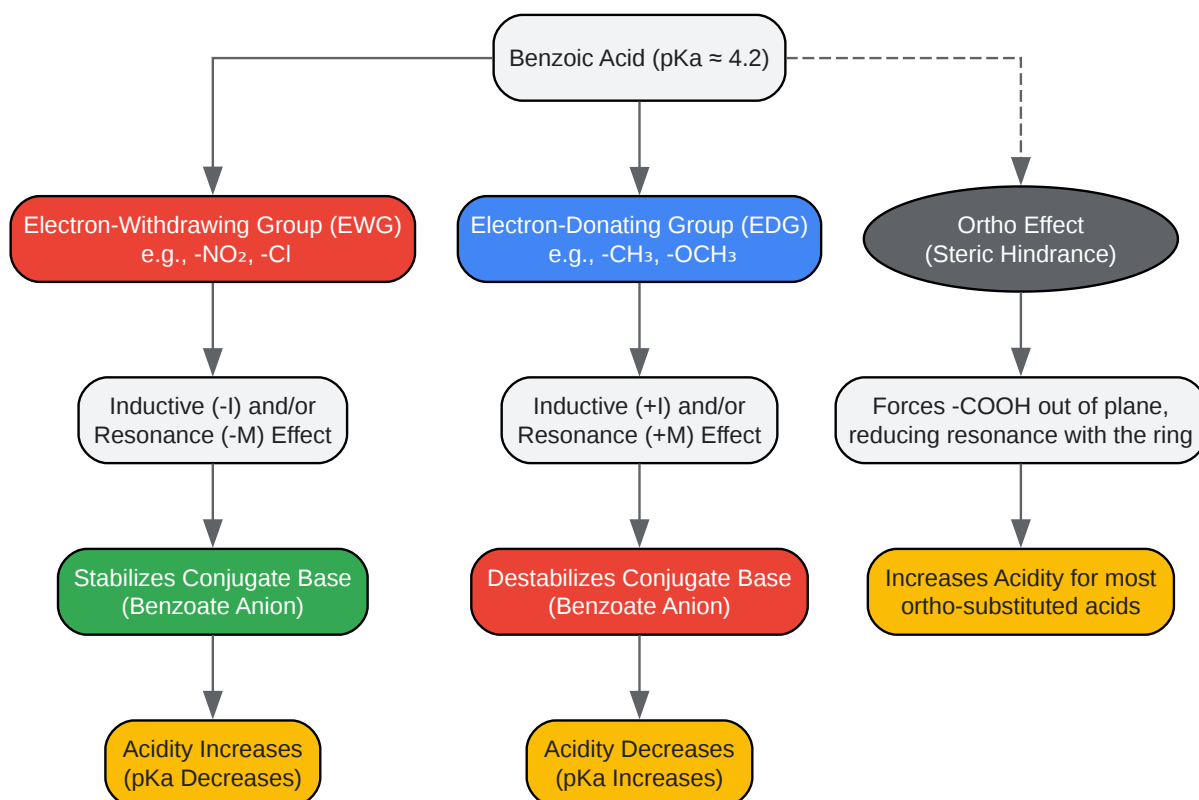 Benzoic Acid (pKa ≈ 4.2)
Electron-Withdrawing Group (EWG)
e.g., -NO₂, -Cl
Electron-Donating Group (EDG)
e.g., -CH₃, -OCH₃
Ortho Effect
(Steric Hindrance)
Inductive (-I) and/or
Resonance (-M) Effect
Inductive (+I) and/or
Resonance (+M) Effect
Forces -COOH out of plane,
reducing resonance with the ring
Stabilizes Conjugate Base
(Benzoate Anion)
Destabilizes Conjugate Base
(Benzoate Anion)
Increases Acidity for most
ortho-substituted acids
Acidity Increases
(pKa Decreases)
Acidity Decreases
(pKa Increases)